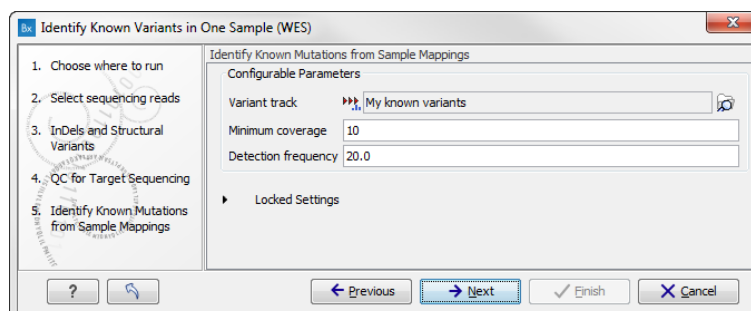 Bx Identify Known Variants in One Sample (WES)
x
1. Choose where to run
2. Select sequencing reads
3. InDels and Structural
Variants
4. QC for Target Sequencing
5. Identify Known Mutations
from Sample Mappings
Identify Known Mutations from Sample Mappings
Configurable Parameters
Variant track My known variants
Minimum coverage 10
Detection frequency 20.0
Locked Settings
? Previous Next Finish Cancel